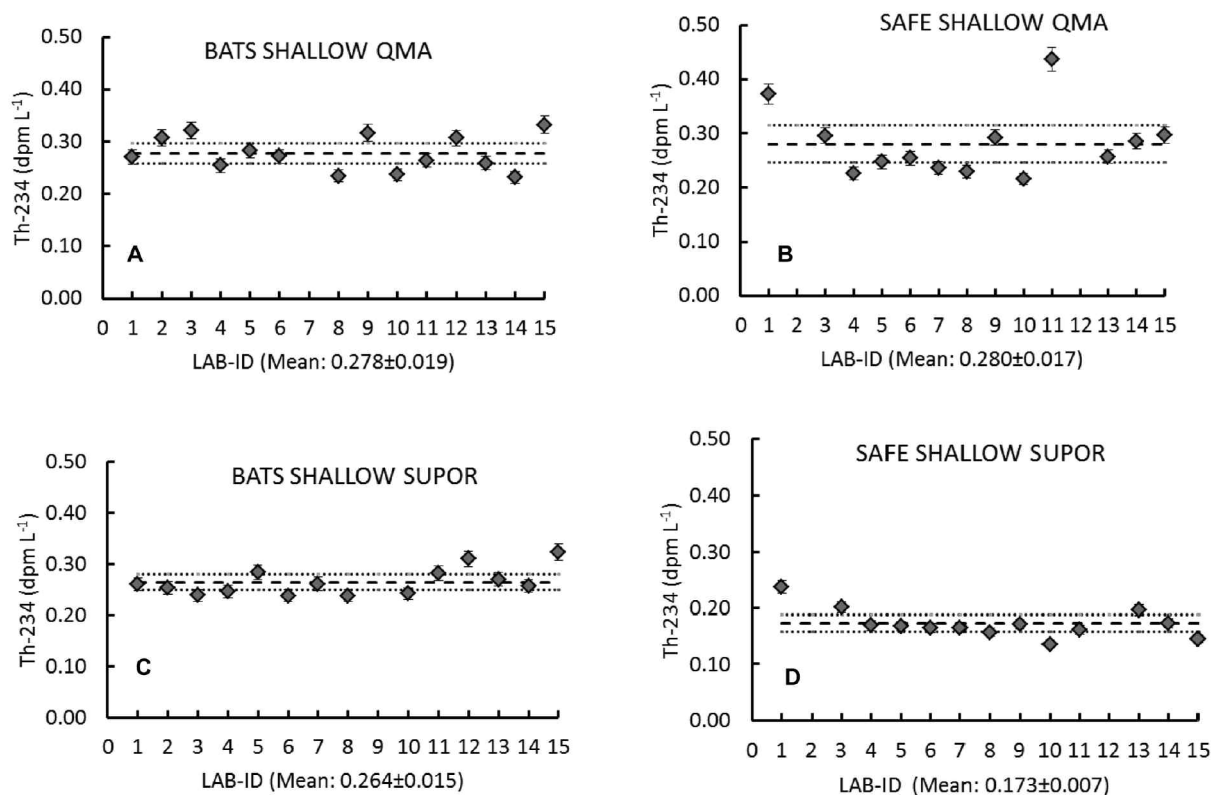 BATS SHALLOW QMA
Th-234 (dpm L⁻¹)
0.50
0.40
0.30
0.20
0.10
0.00
A
0 1 2 3 4 5 6 7 8 9 10 11 12 13 14 15
LAB-ID (Mean: 0.278±0.019)
SAFE SHALLOW QMA
Th-234 (dpm L⁻¹)
0.50
0.40
0.30
0.20
0.10
0.00
B
0 1 2 3 4 5 6 7 8 9 10 11 12 13 14 15
LAB-ID (Mean: 0.280±0.017)
BATS SHALLOW SUPOR
Th-234 (dpm L⁻¹)
0.50
0.40
0.30
0.20
0.10
0.00
C
0 1 2 3 4 5 6 7 8 9 10 11 12 13 14 15
LAB-ID (Mean: 0.264±0.015)
SAFE SHALLOW SUPOR
Th-234 (dpm L⁻¹)
0.50
0.40
0.30
0.20
0.10
0.00
D
0 1 2 3 4 5 6 7 8 9 10 11 12 13 14 15
LAB-ID (Mean: 0.173±0.007)